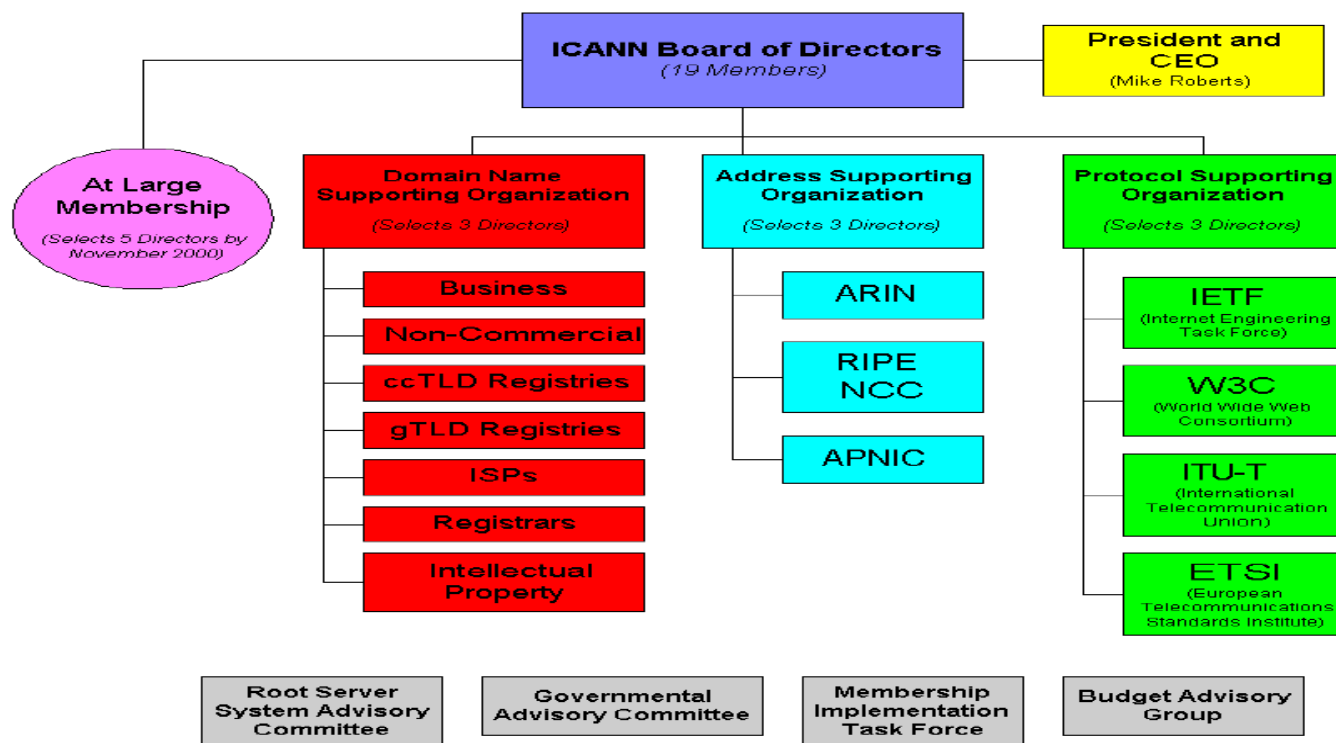 ICANN Board of Directors
(19 Members)
President and
CEO
(Mike Roberts)
At Large
Membership
(Selects 5 Directors by
November 2000)
Domain Name
Supporting Organization
(Selects 3 Directors)
Business
Non-Commercial
ccTLD Registries
gTLD Registries
ISPs
Registrars
Intellectual
Property
Address Supporting
Organization
(Selects 3 Directors)
ARIN
RIPE
NCC
APNIC
Protocol Supporting
Organization
(Selects 3 Directors)
IETF
(Internet Engineering
Task Force)
W3C
(World Wide Web
Consortium)
ITU-T
(International
Telecommunication
Union)
ETSI
(European
Telecommunications
Standards Institute)
Root Server
System Advisory
Committee
Governmental
Advisory Committee
Membership
Implementation
Task Force
Budget Advisory
Group